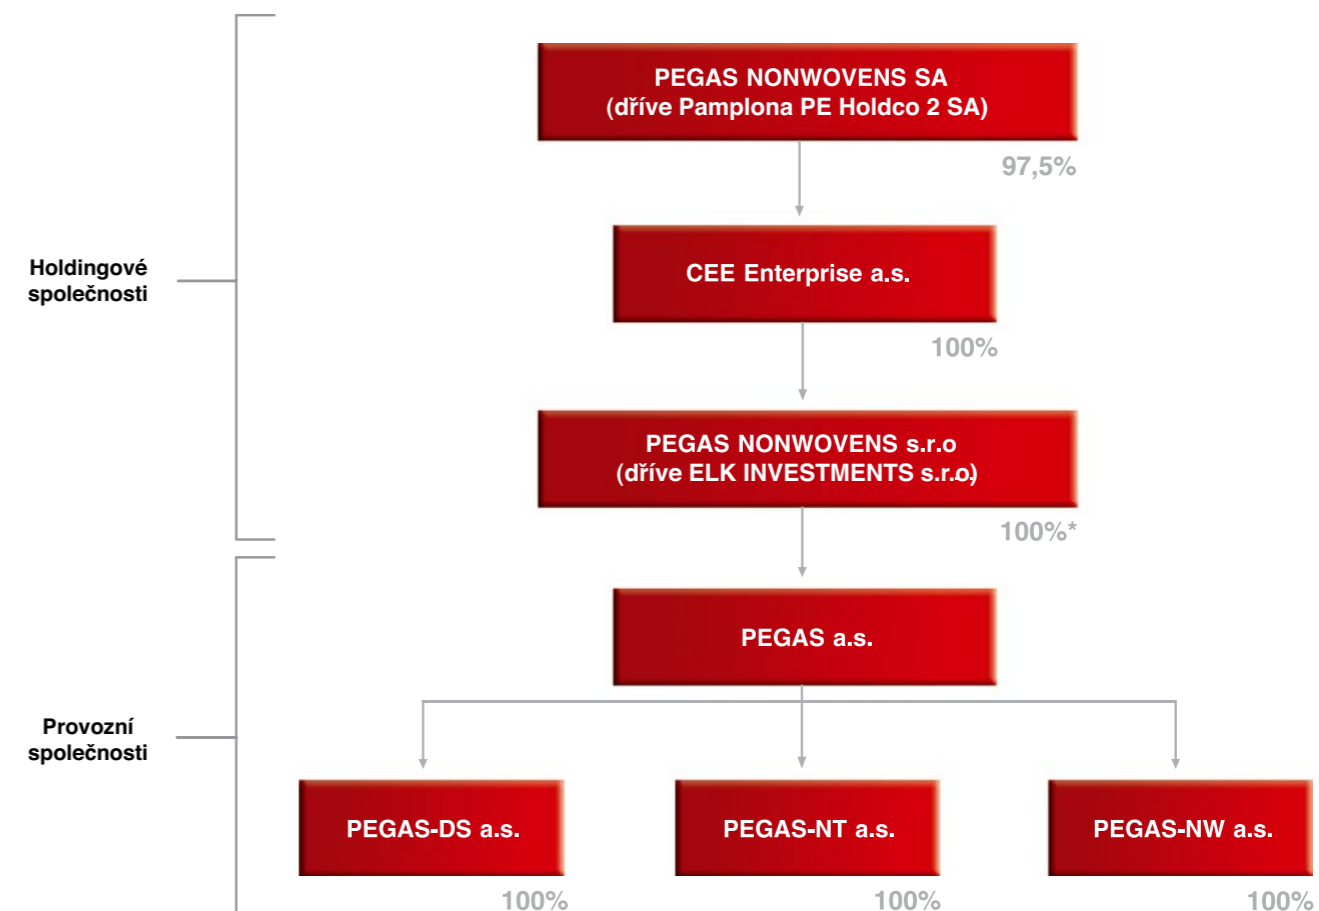 PEGAS NONWOVENS SA
(dříve Pamplona PE Holdco 2 SA)
97,5%
CEE Enterprise a.s.
100%
Holdingové
společnosti
PEGAS NONWOVENS s.r.o
(dříve ELK INVESTMENTS s.r.o.)
100%*
PEGAS a.s.
Provozní
společnosti
PEGAS-DS a.s.
PEGAS-NT a.s.
PEGAS-NW a.s.
100%
100%
100%